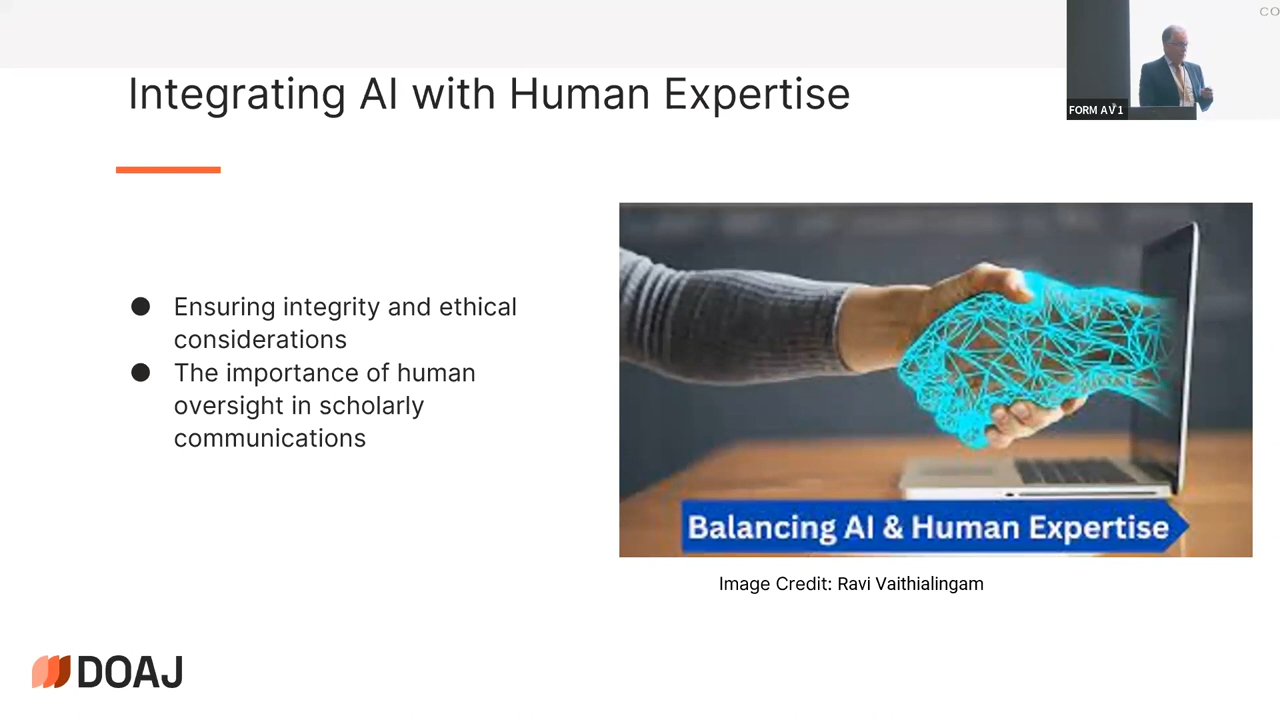 CO
FORM AV 1
Integrating AI with Human Expertise
● Ensuring integrity and ethical
considerations
● The importance of human
oversight in scholarly
communications
Balancing AI & Human Expertise
Image Credit: Ravi Vaithialingam
DOAJ